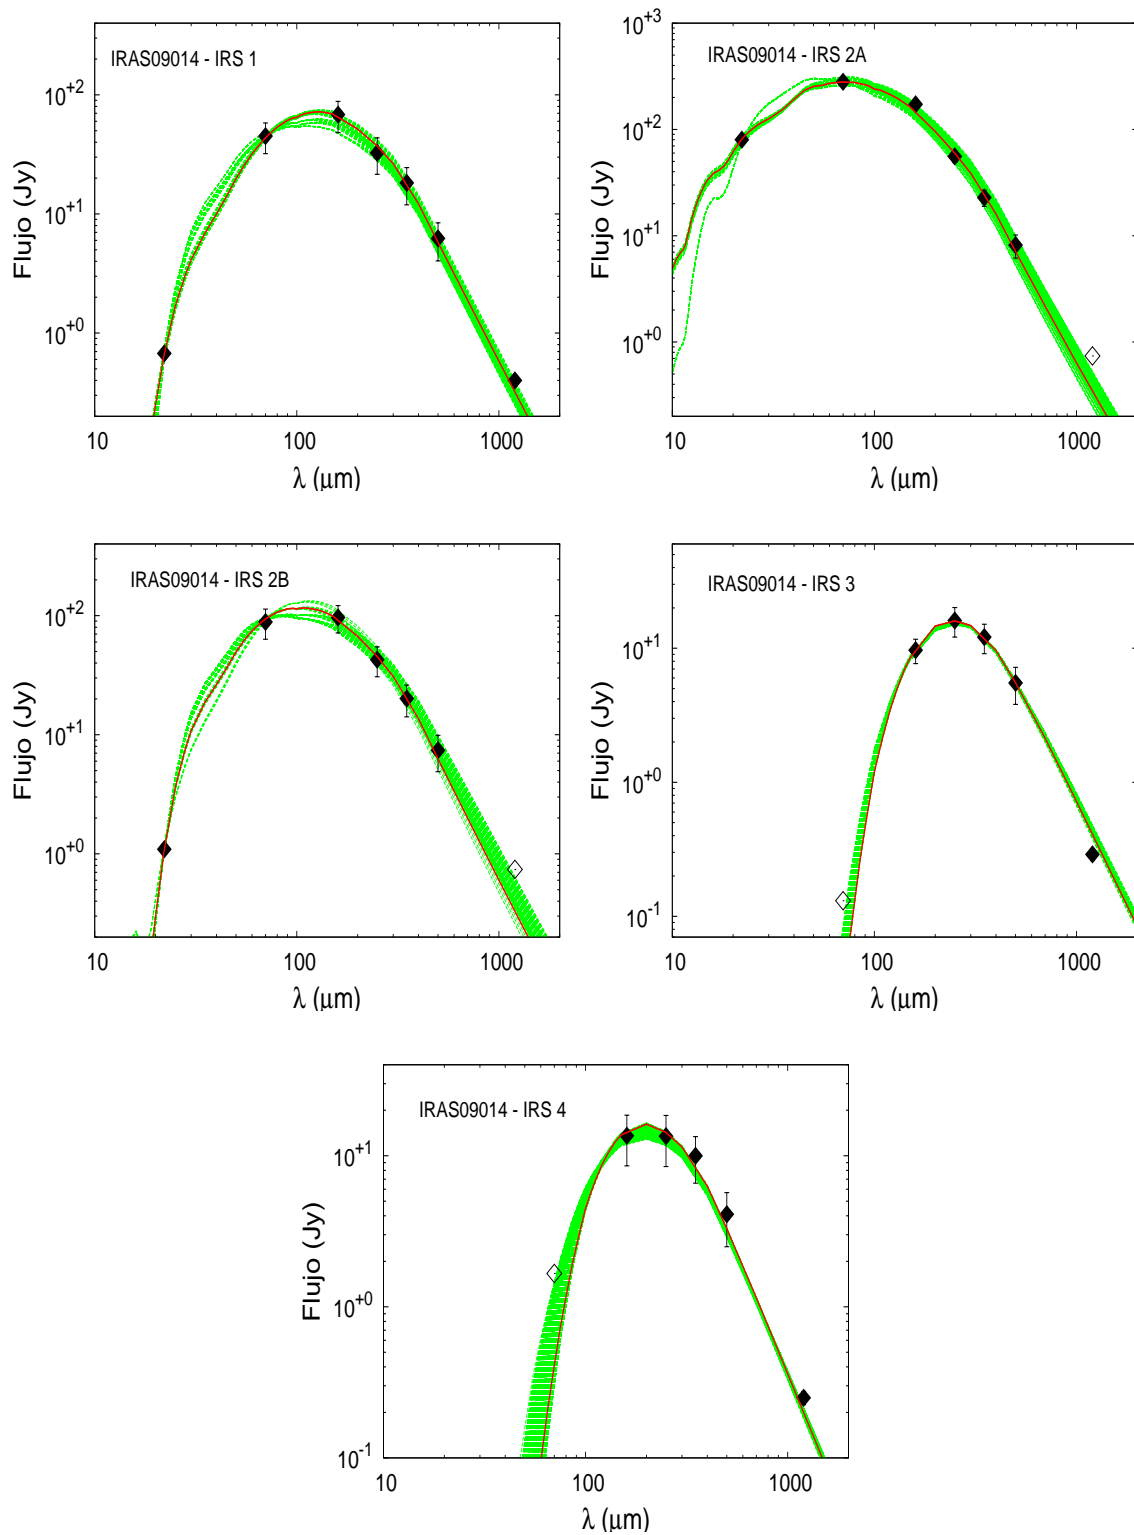 IRAS09014 - IRS 1
10+2
10+1
10+0
Flujo (Jy)
10 100 1000
λ (μm)
IRAS09014 - IRS 2A
10+3
10+2
10+1
10+0
Flujo (Jy)
10 100 1000
λ (μm)
IRAS09014 - IRS 2B
10+2
10+1
10+0
Flujo (Jy)
10 100 1000
λ (μm)
IRAS09014 - IRS 3
10+1
10+0
10-1
Flujo (Jy)
10 100 1000
λ (μm)
IRAS09014 - IRS 4
10+1
10+0
10-1
Flujo (Jy)
10 100 1000
λ (μm)